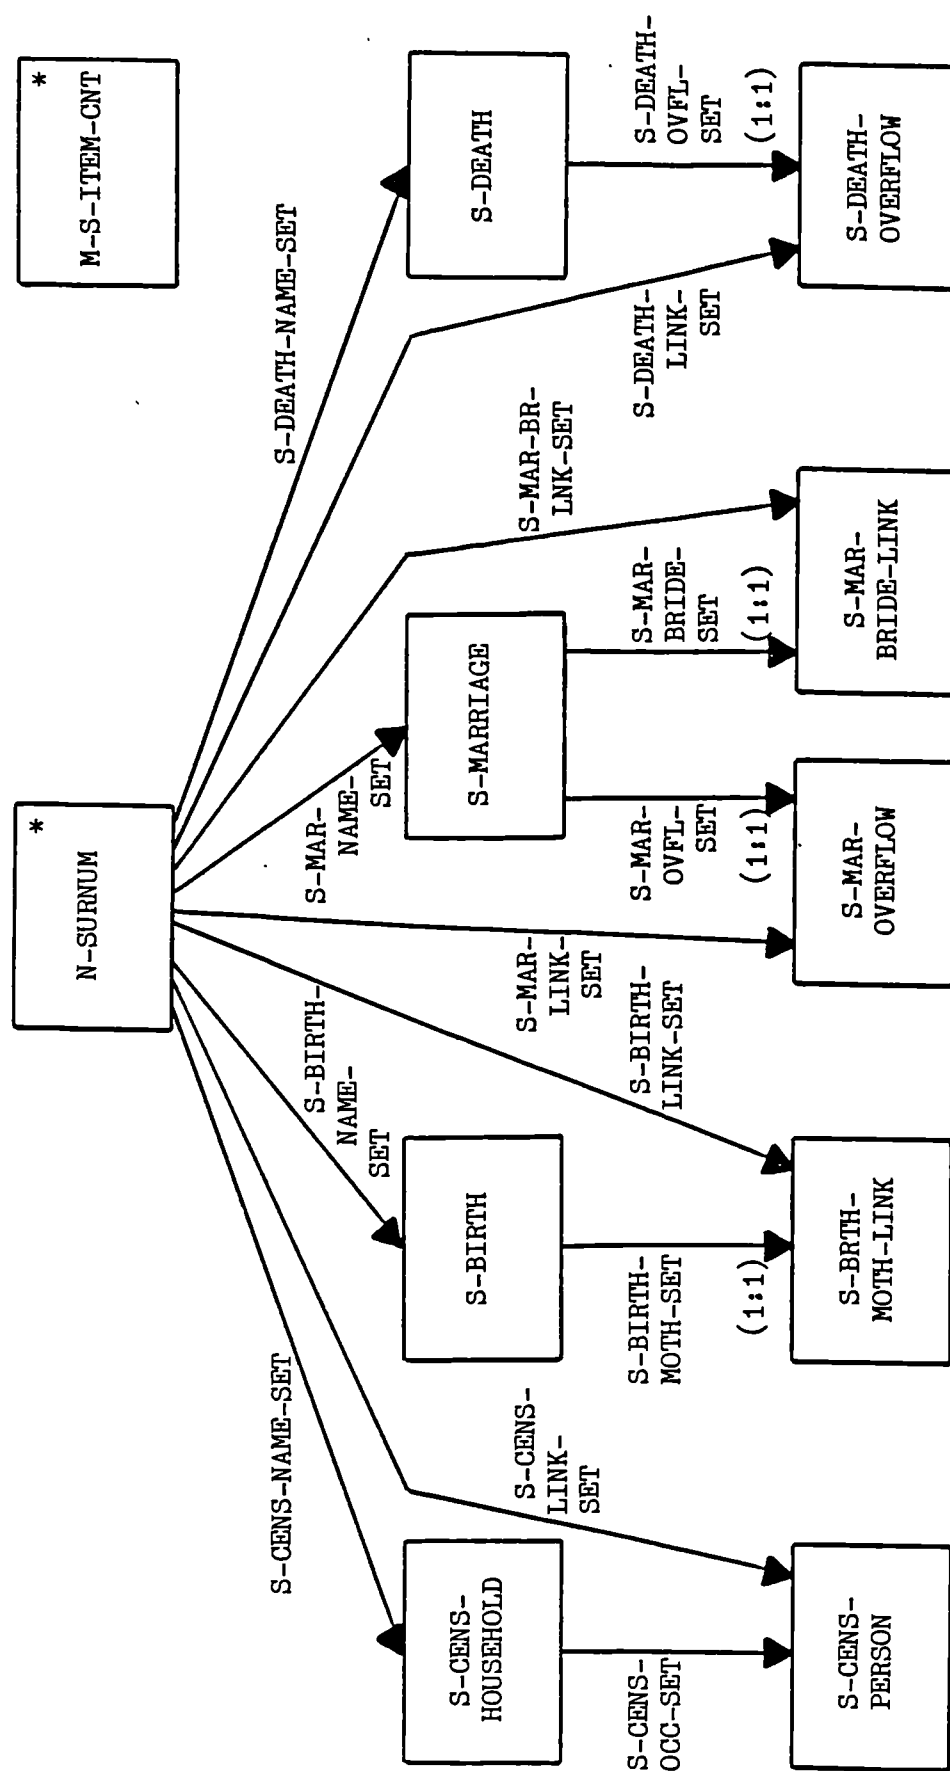 *
N-SURNUM
*
M-S-ITEM-CNT
S-CENS-NAME-SET
S-BIRTH-
NAME-
SET
S-MAR-
NAME-
SET
S-DEATH-NAME-SET
S-CENS-
HOUSEHOLD
S-BIRTH
S-MARRIAGE
S-DEATH
S-CENS-
LINK-
SET
S-MAR-
LINK-
SET
S-MAR-BR-
LNK-SET
S-CENS-
OCC-SET
S-BIRTH-
MOTH-SET
(1:1)
S-BIRTH-
LINK-SET
S-MAR-
OVFL-
SET
(1:1)
S-MAR-
BRIDE-
SET
(1:1)
S-DEATH-
LINK-
SET
S-DEATH-
OVFL-
SET
(1:1)
S-CENS-
PERSON
S-BRTH-
MOTH-LINK
S-MAR-
OVERFLOW
S-MAR-
BRIDE-LINK
S-DEATH-
OVERFLOW